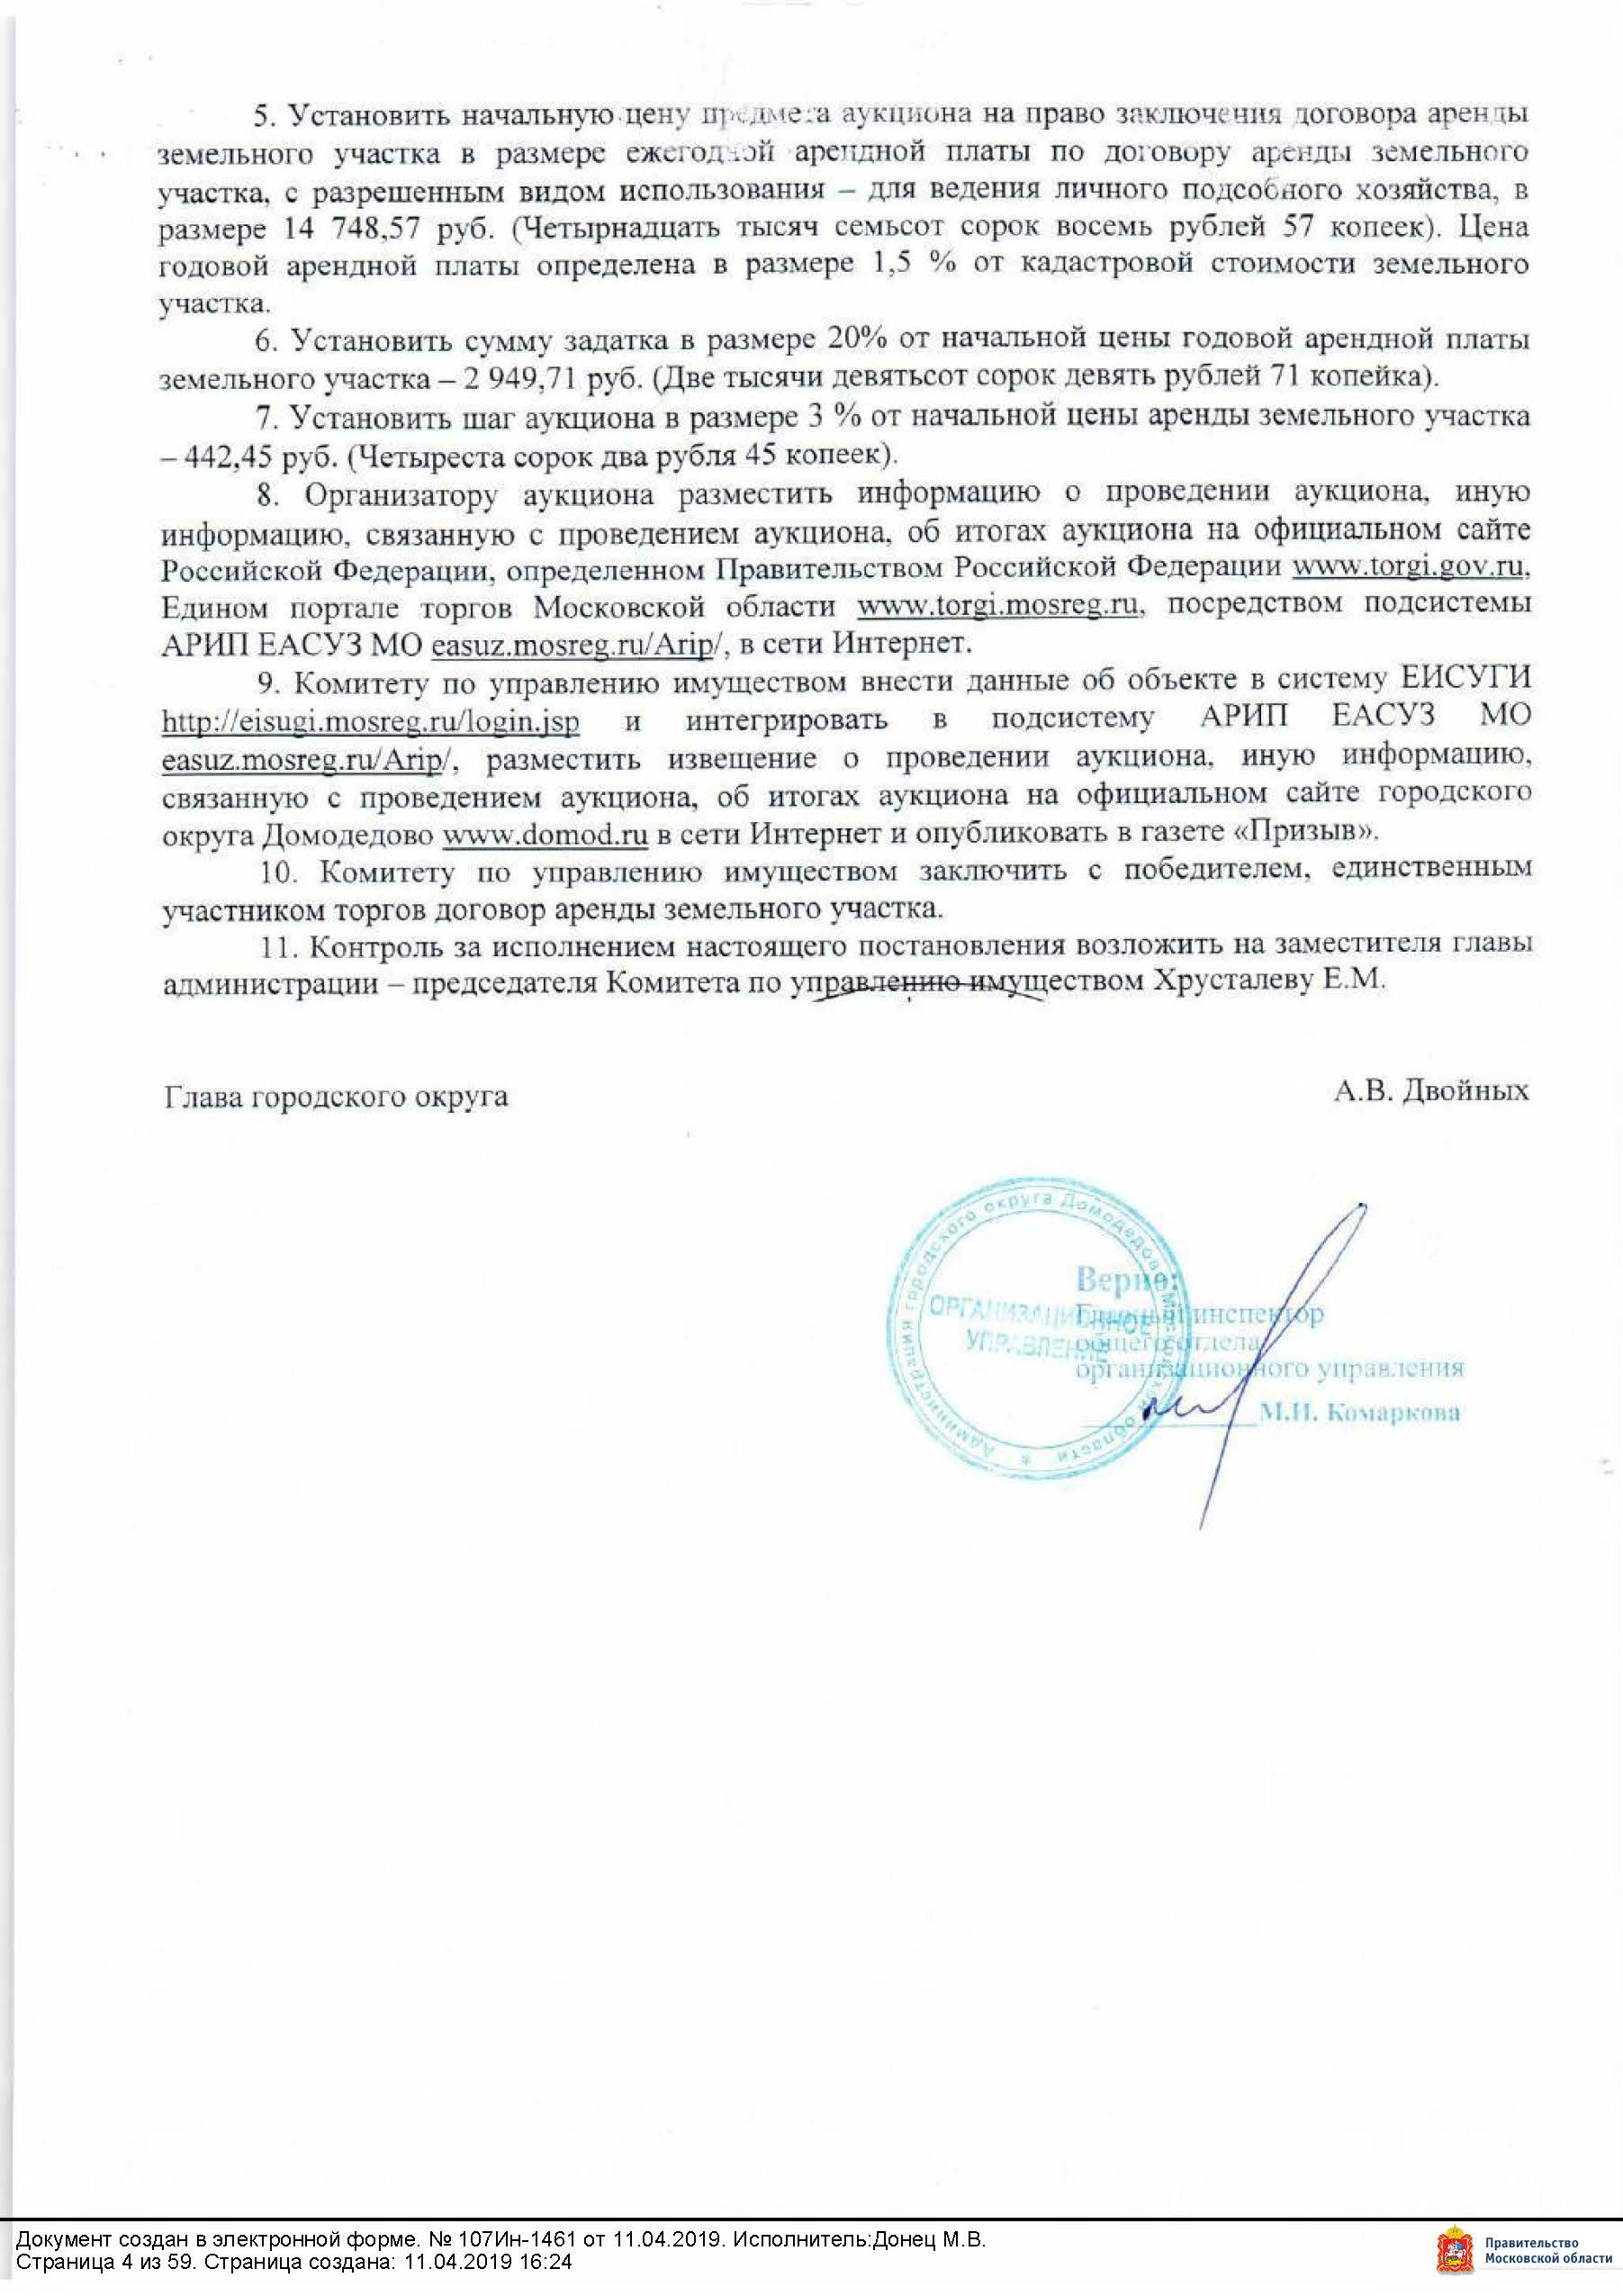 5. Установить начальную цену предмета аукциона на право заключения договора аренды
земельного участка в размере ежегодной арендной платы по договору аренды земельного
участка, с разрешенным видом использования – для ведения личного подсобного хозяйства, в
размере 14 748,57 руб. (Четырнадцать тысяч семьсот сорок восемь рублей 57 копеек). Цена
годовой арендной платы определена в размере 1,5 % от кадастровой стоимости земельного
участка.
6. Установить сумму задатка в размере 20% от начальной цены годовой арендной платы
земельного участка – 2 949,71 руб. (Две тысячи девятьсот сорок девять рублей 71 копейка).
7. Установить шаг аукциона в размере 3 % от начальной цены аренды земельного участка
– 442,45 руб. (Четыреста сорок два рубля 45 копеек).
8. Организатору аукциона разместить информацию о проведении аукциона, иную
информацию, связанную с проведением аукциона, об итогах аукциона на официальном сайте
Российской Федерации, определенном Правительством Российской Федерации www.torgi.gov.ru,
Едином портале торгов Московской области www.torgi.mosreg.ru, посредством подсистемы
АРИП ЕАСУЗ МО easuz.mosreg.ru/Arip/, в сети Интернет.
9. Комитету по управлению имуществом внести данные об объекте в систему ЕИСУГИ
http://eisugi.mosreg.ru/login.jsp и интегрировать в подсистему АРИП ЕАСУЗ МО
easuz.mosreg.ru/Arip/, разместить извещение о проведении аукциона, иную информацию,
связанную с проведением аукциона, об итогах аукциона на официальном сайте городского
округа Домодедово www.domod.ru в сети Интернет и опубликовать в газете «Призыв».
10. Комитету по управлению имуществом заключить с победителем, единственным
участником торгов договор аренды земельного участка.
11. Контроль за исполнением настоящего постановления возложить на заместителя главы
администрации – председателя Комитета по управлению имуществом Хрусталеву Е.М.
Глава городского округа
А.В. Двойных
Администрация городского округа Домодедово Московской области
ОРГАНИЗАЦИОННОЕ
УПРАВЛЕНИЕ
Верно:
Главный инспектор
общего отдела
организационного управления
М.И. Комаркова
Документ создан в электронной форме. № 107Ин-1461 от 11.04.2019. Исполнитель:Донец М.В.
Страница 4 из 59. Страница создана: 11.04.2019 16:24
Правительство
Московской области